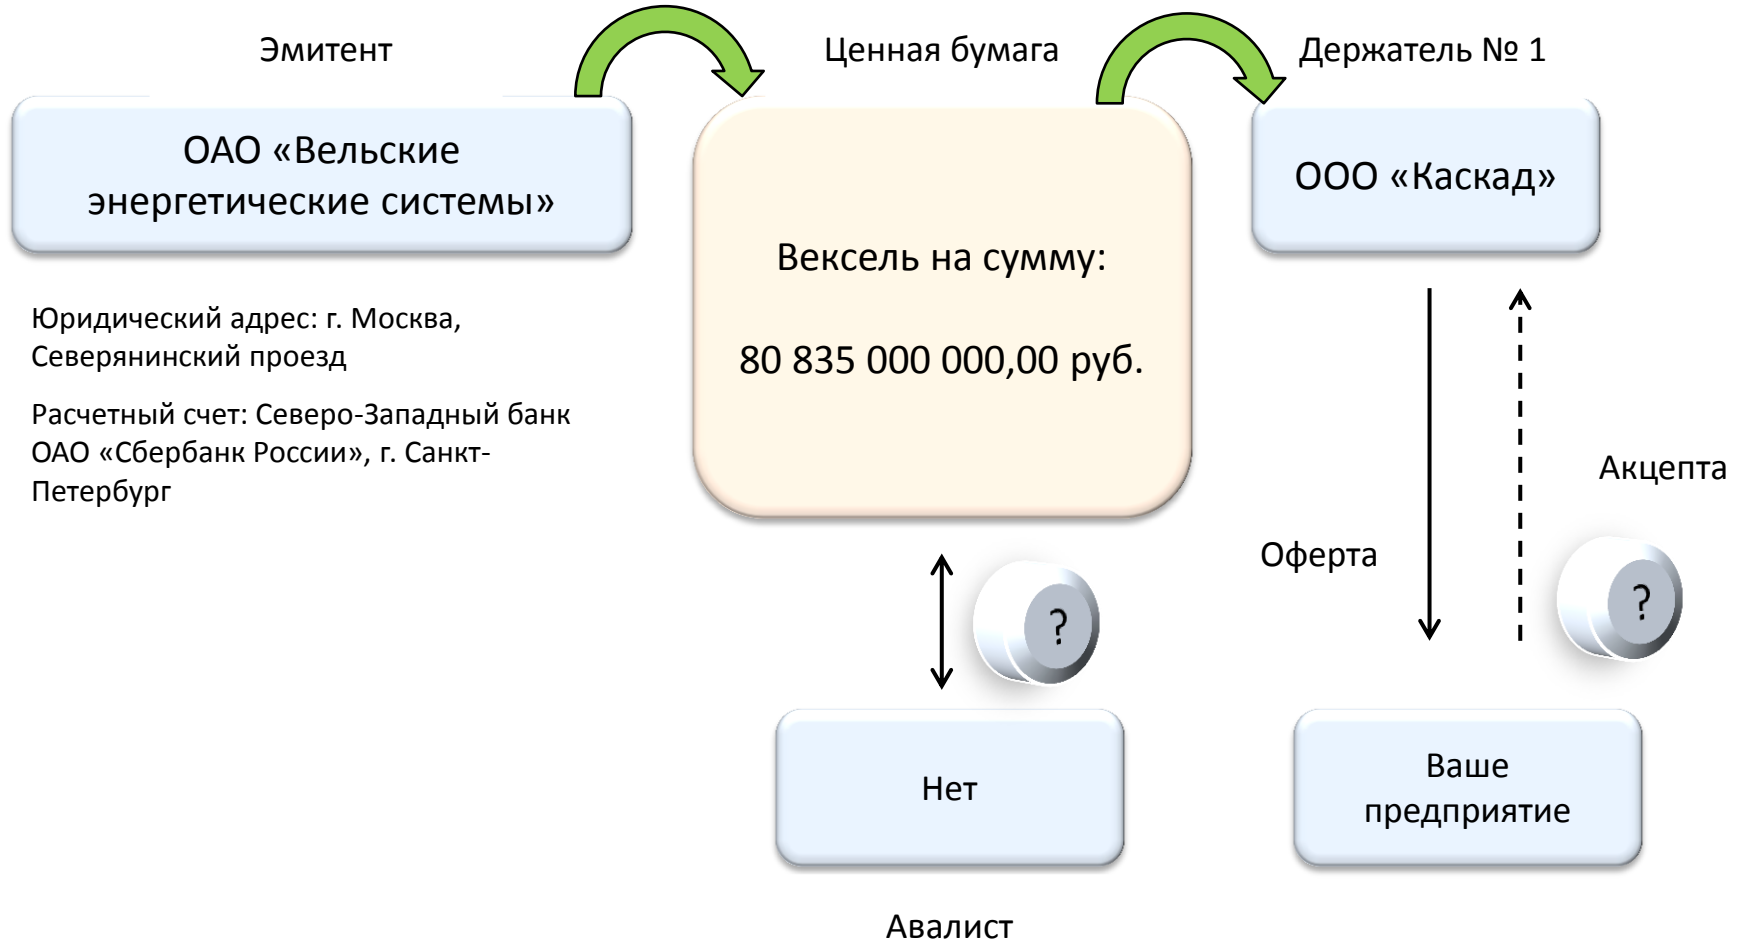 Эмитент
Ценная бумага
Держатель № 1
ОАО «Вельские
энергетические системы»
Вексель на сумму:
80 835 000 000,00 руб.
ООО «Каскад»
Юридический адрес: г. Москва,
Северянинский проезд
Расчетный счет: Северо-Западный банк
ОАО «Сбербанк России», г. Санкт-
Петербург
Оферта
Акцепта
?
?
Нет
Ваше
предприятие
Авалист